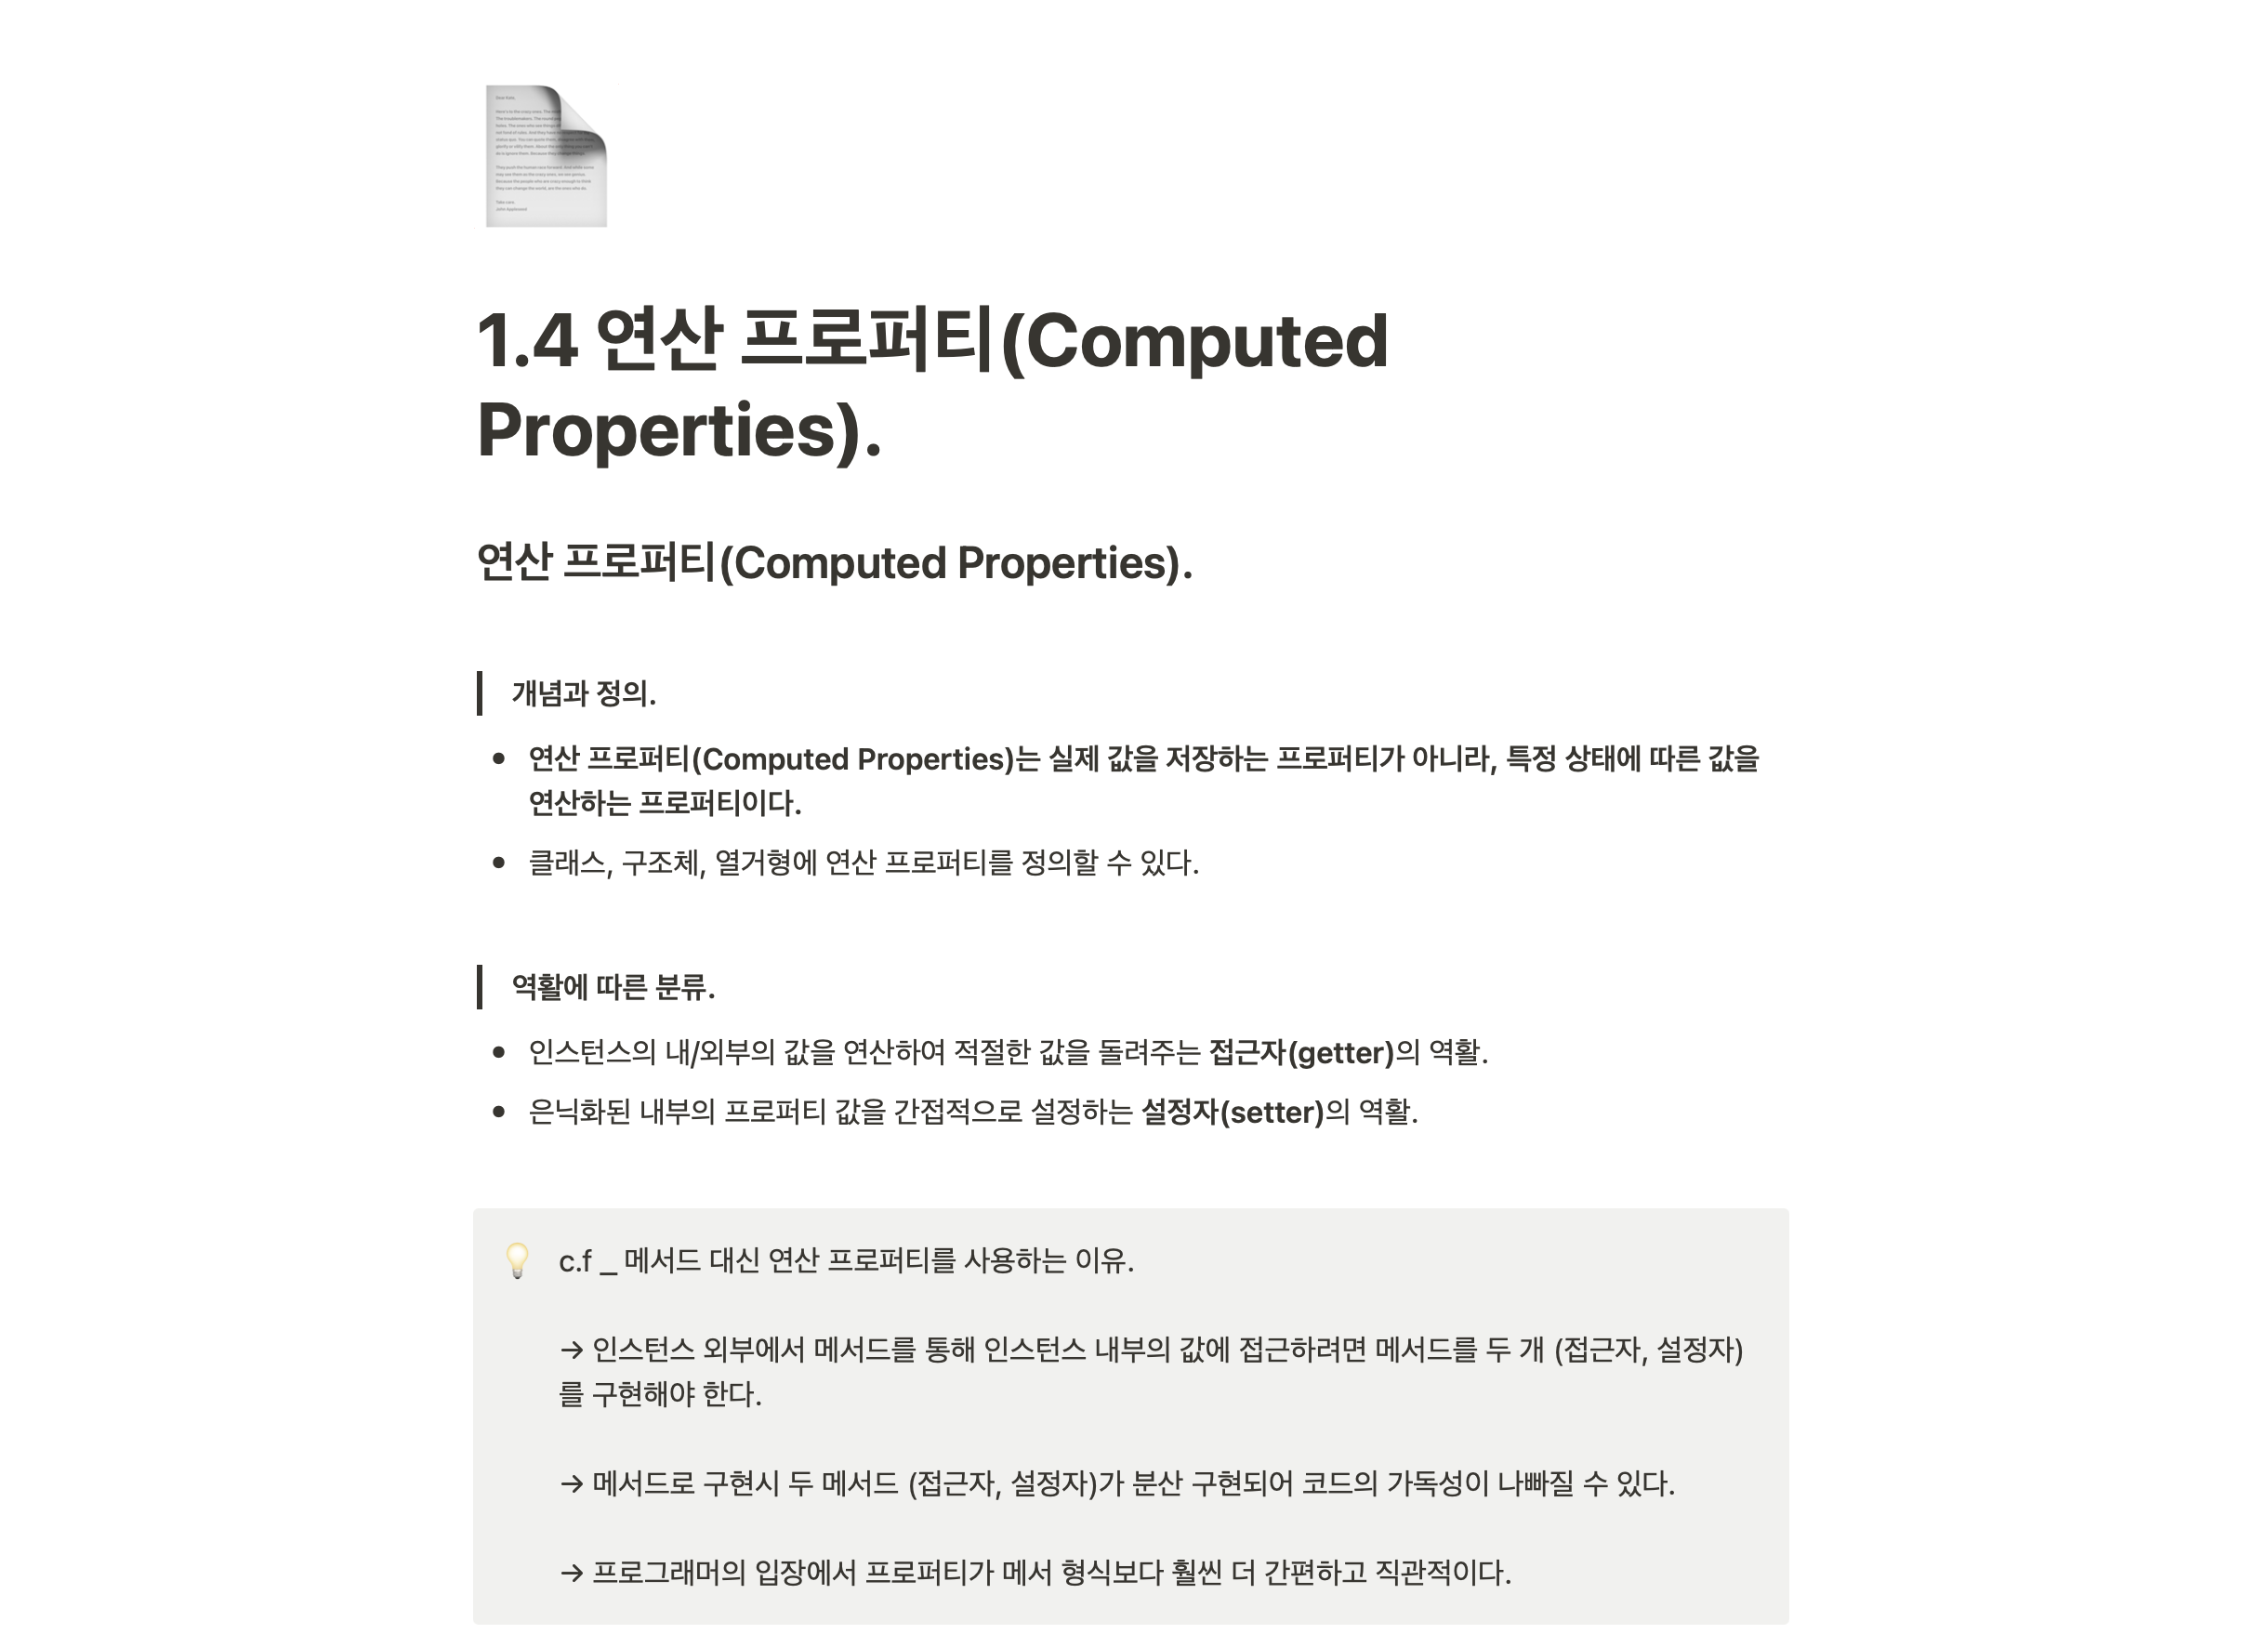 1.4 연산 프로퍼티(Computed
Properties).
연산 프로퍼티(Computed Properties).
개념과 정의.
• 연산 프로퍼티(Computed Properties)는 실제 값을 저장하는 프로퍼티가 아니라, 특정 상태에 따른 값을
연산하는 프로퍼티이다.
• 클래스, 구조체, 열거형에 연산 프로퍼티를 정의할 수 있다.
역활에 따른 분류.
• 인스턴스의 내/외부의 값을 연산하여 적절한 값을 돌려주는 접근자(getter)의 역활.
• 은닉화된 내부의 프로퍼티 값을 간접적으로 설정하는 설정자(setter)의 역활.
c.f _ 메서드 대신 연산 프로퍼티를 사용하는 이유.
→ 인스턴스 외부에서 메서드를 통해 인스턴스 내부의 값에 접근하려면 메서드를 두 개 (접근자, 설정자)
를 구현해야 한다.
→ 메서드로 구현시 두 메서드 (접근자, 설정자)가 분산 구현되어 코드의 가독성이 나빠질 수 있다.
→ 프로그래머의 입장에서 프로퍼티가 메서 형식보다 훨씬 더 간편하고 직관적이다.